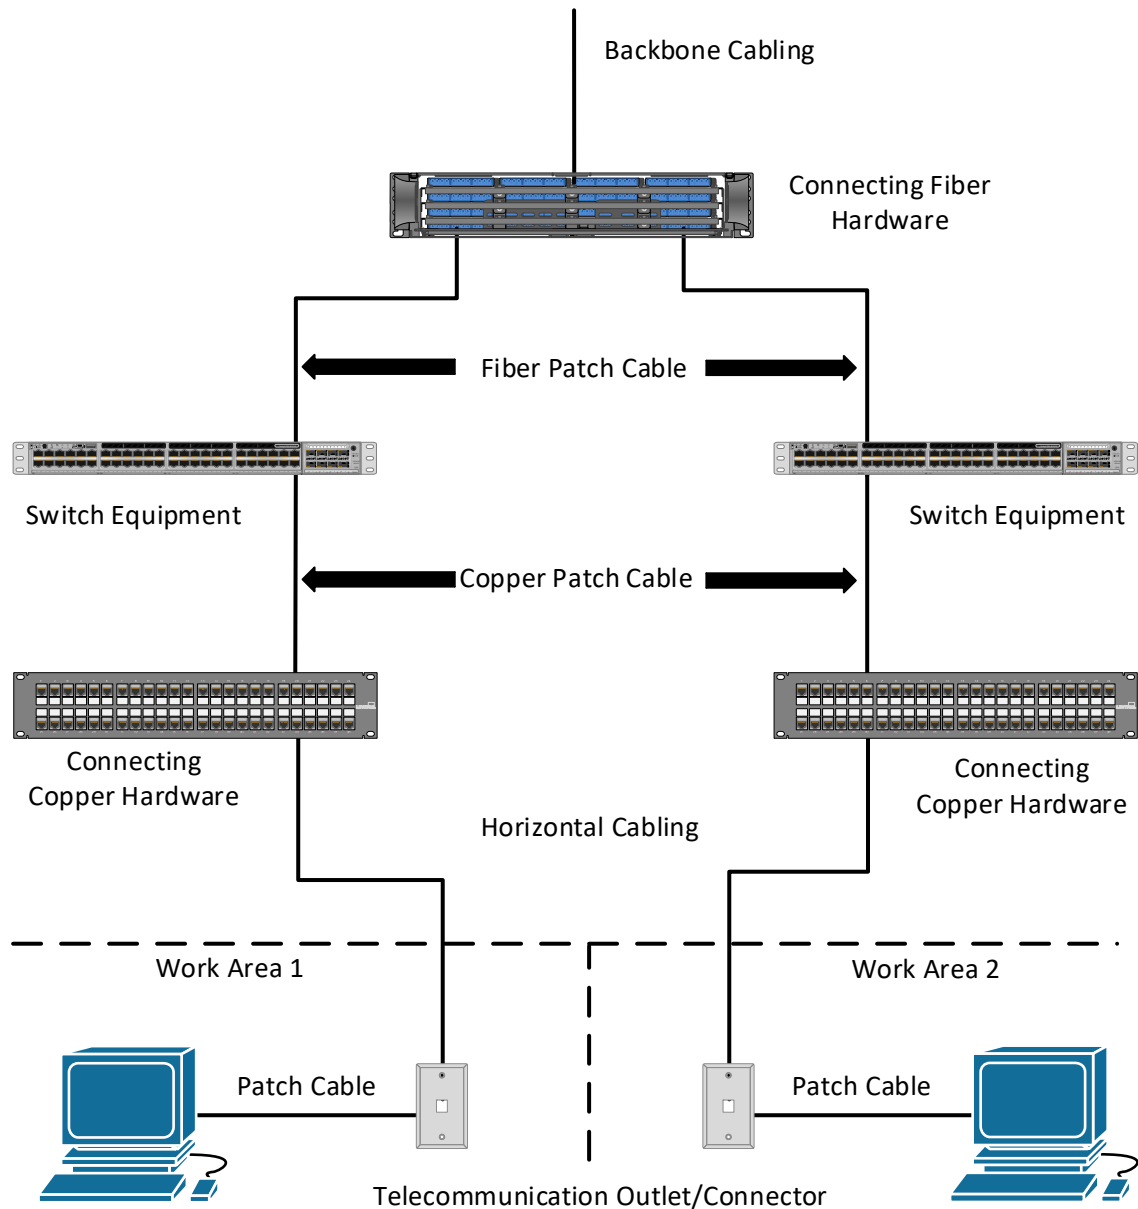 Backbone Cabling
Connecting Fiber
Hardware
Fiber Patch Cable
Switch Equipment
Switch Equipment
Copper Patch Cable
Connecting
Copper Hardware
Connecting
Copper Hardware
Horizontal Cabling
Work Area 1
Work Area 2
Patch Cable
Patch Cable
Telecommunication Outlet/Connector